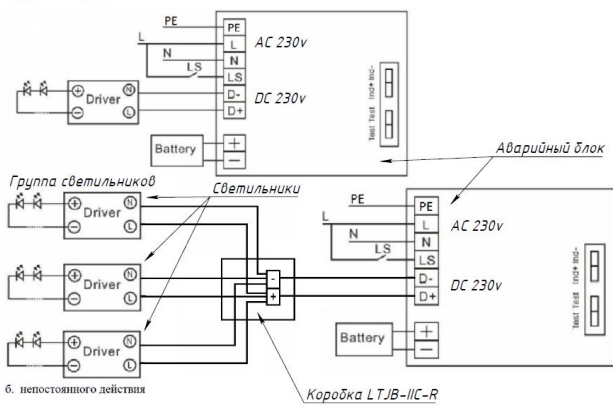 PE
PE
L
L
AC 230v
N
N
LS
LS
D-
DC 230v
D+
Ind+ Ind-
Test Test
Driver
N
L
Battery
Аварийный блок
Группа светильников
Светильники
Driver
N
L
Driver
N
L
Driver
N
L
-
+
PE
PE
L
L
AC 230v
N
N
LS
LS
D-
DC 230v
D+
Ind+ Ind-
Test Test
Battery
+
-
б. непостоянного действия
Коробка LTJB-IIC-R